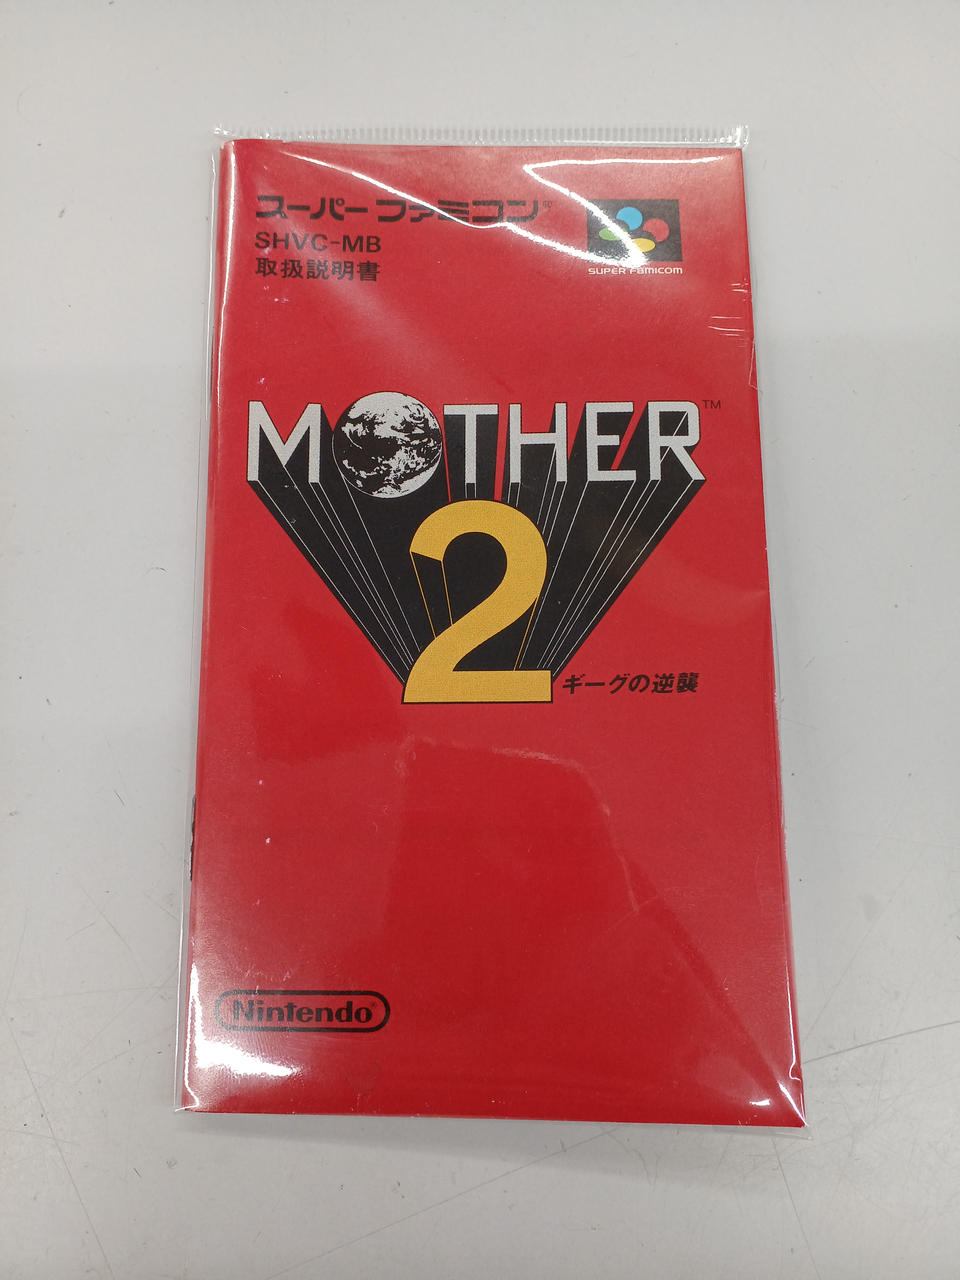 スーパーファミコン®
SHVC-MB
取扱説明書
SUPER FAMICOM
MOTHER™
2
ギーグの逆襲
Nintendo®